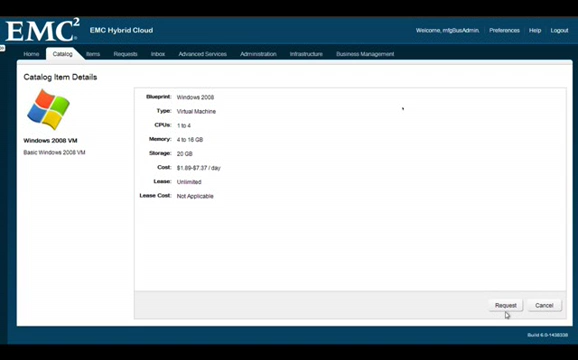 EMC²
EMC Hybrid Cloud
Welcome, mfgBusAdmin. Preferences Help Logout
Home Catalog Items Requests Inbox Advanced Services Administration Infrastructure Business Management
Catalog Item Details
Windows 2008 VM
Basic Windows 2008 VM
Blueprint: Windows 2008
Type: Virtual Machine
CPUs: 1 to 4
Memory: 4 to 16 GB
Storage: 20 GB
Cost: $1.89-$7.37 / day
Lease: Unlimited
Lease Cost: Not Applicable
Request Cancel